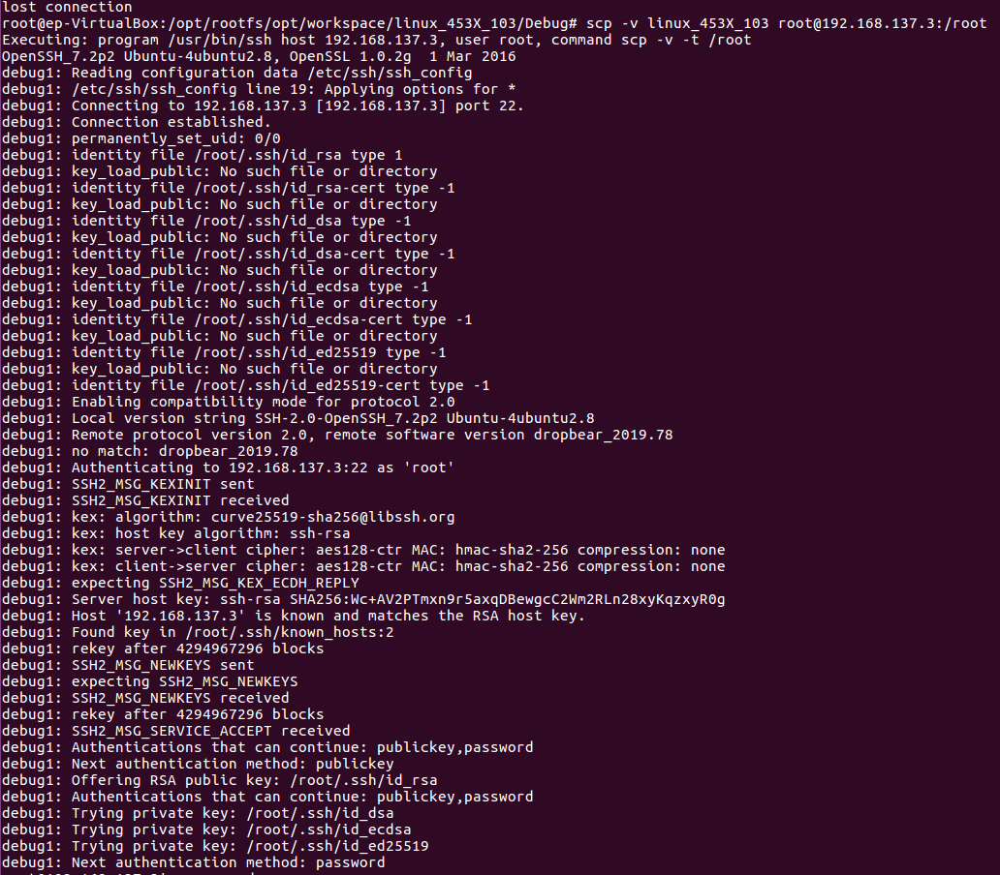 lost connection
root@ep-VirtualBox:/opt/rootfs/opt/workspace/linux_453X_103/Debug# scp -v linux_453X_103 root@192.168.137.3:/root
Executing: program /usr/bin/ssh host 192.168.137.3, user root, command scp -v -t /root
OpenSSH_7.2p2 Ubuntu-4ubuntu2.8, OpenSSL 1.0.2g  1 Mar 2016
debug1: Reading configuration data /etc/ssh/ssh_config
debug1: /etc/ssh/ssh_config line 19: Applying options for *
debug1: Connecting to 192.168.137.3 [192.168.137.3] port 22.
debug1: Connection established.
debug1: permanently_set_uid: 0/0
debug1: identity file /root/.ssh/id_rsa type 1
debug1: key_load_public: No such file or directory
debug1: identity file /root/.ssh/id_rsa-cert type -1
debug1: key_load_public: No such file or directory
debug1: identity file /root/.ssh/id_dsa type -1
debug1: key_load_public: No such file or directory
debug1: identity file /root/.ssh/id_dsa-cert type -1
debug1: key_load_public: No such file or directory
debug1: identity file /root/.ssh/id_ecdsa type -1
debug1: key_load_public: No such file or directory
debug1: identity file /root/.ssh/id_ecdsa-cert type -1
debug1: key_load_public: No such file or directory
debug1: identity file /root/.ssh/id_ed25519 type -1
debug1: key_load_public: No such file or directory
debug1: identity file /root/.ssh/id_ed25519-cert type -1
debug1: Enabling compatibility mode for protocol 2.0
debug1: Local version string SSH-2.0-OpenSSH_7.2p2 Ubuntu-4ubuntu2.8
debug1: Remote protocol version 2.0, remote software version dropbear_2019.78
debug1: no match: dropbear_2019.78
debug1: Authenticating to 192.168.137.3:22 as 'root'
debug1: SSH2_MSG_KEXINIT sent
debug1: SSH2_MSG_KEXINIT received
debug1: kex: algorithm: curve25519-sha256@libssh.org
debug1: kex: host key algorithm: ssh-rsa
debug1: kex: server->client cipher: aes128-ctr MAC: hmac-sha2-256 compression: none
debug1: kex: client->server cipher: aes128-ctr MAC: hmac-sha2-256 compression: none
debug1: expecting SSH2_MSG_KEX_ECDH_REPLY
debug1: Server host key: ssh-rsa SHA256:Wc+AV2PTmxn9r5axqDBewgcC2Wm2RLn28xyKqzxyR0g
debug1: Host '192.168.137.3' is known and matches the RSA host key.
debug1: Found key in /root/.ssh/known_hosts:2
debug1: rekey after 4294967296 blocks
debug1: SSH2_MSG_NEWKEYS sent
debug1: expecting SSH2_MSG_NEWKEYS
debug1: SSH2_MSG_NEWKEYS received
debug1: rekey after 4294967296 blocks
debug1: SSH2_MSG_SERVICE_ACCEPT received
debug1: Authentications that can continue: publickey,password
debug1: Next authentication method: publickey
debug1: Offering RSA public key: /root/.ssh/id_rsa
debug1: Authentications that can continue: publickey,password
debug1: Trying private key: /root/.ssh/id_dsa
debug1: Trying private key: /root/.ssh/id_ecdsa
debug1: Trying private key: /root/.ssh/id_ed25519
debug1: Next authentication method: password